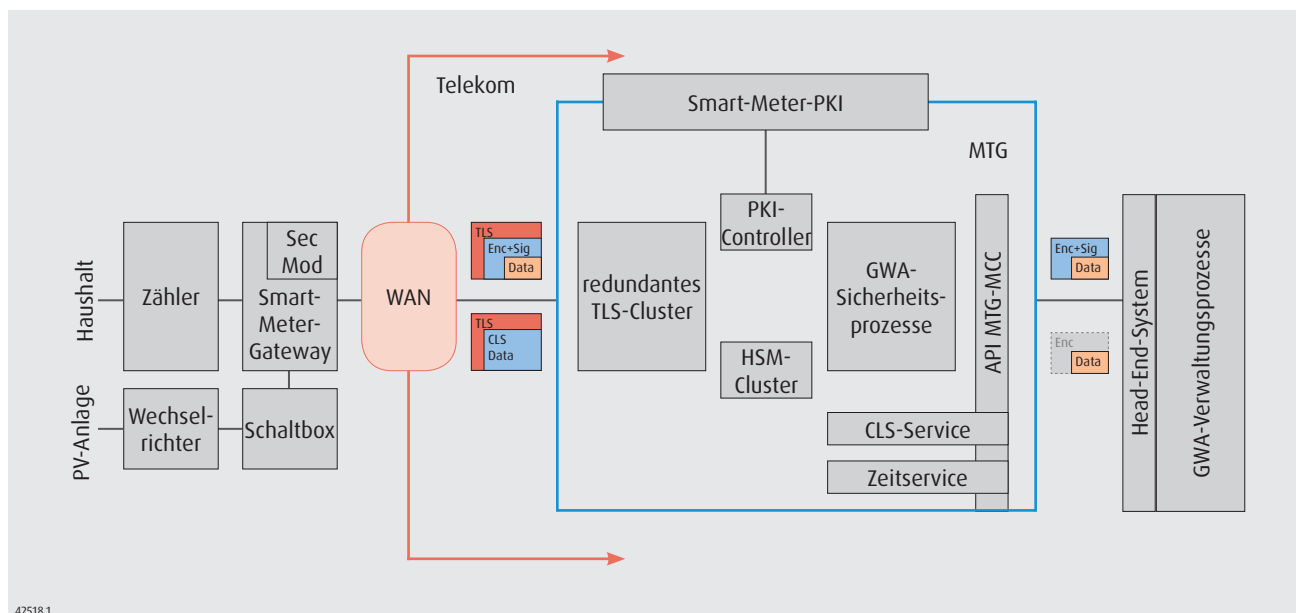 Telekom
Smart-Meter-PKI
MTG
Haushalt
Zähler
Sec
Mod
Smart-
Meter-
Gateway
WAN
TLS
Enc+Sig
Data
TLS
CLS
Data
redundantes
TLS-Cluster
PKI-
Controller
HSM-
Cluster
GWA-
Sicherheits-
prozesse
API MTG-MCC
CLS-Service
Zeitservice
Enc+Sig
Data
Enc
Data
Head-End-System
GWA-Verwaltungsprozesse
PV-Anlage
Wechsel-
richter
Schaltbox
42518.1